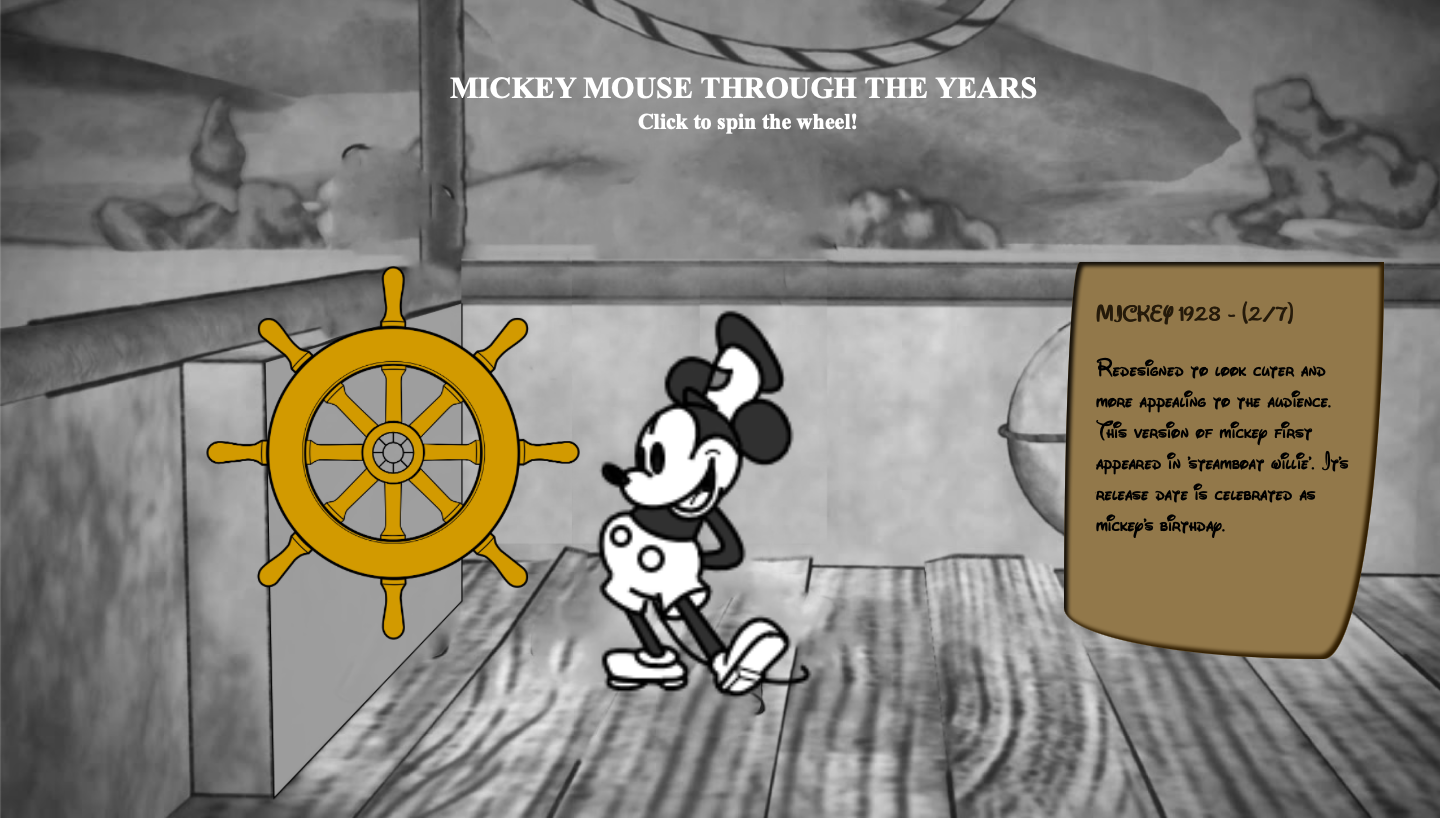 MICKEY MOUSE THROUGH THE YEARS
Click to spin the wheel!
MICKEY 1928 - (2/7)
Redesigned to look cuter and
more appealing to the audience.
This version of mickey first
appeared in 'steamboat willie'. It's
release date is celebrated as
mickey's birthday.